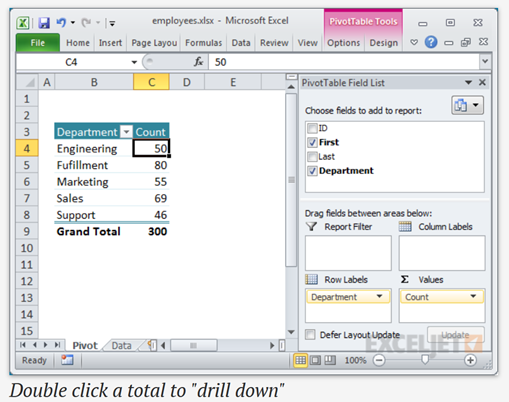 employees.xlsx - Microsoft Excel
PivotTable Tools
File Home Insert Page Layou Formulas Data Review View Options Design
C4 fx 50
A B C D E
1
2
3 Department Count
4 Engineering 50
5 Fufillment 80
6 Marketing 55
7 Sales 69
8 Support 46
9 Grand Total 300
10
11
12
13
14
15
Pivot Data
Ready
PivotTable Field List
Choose fields to add to report:
ID
First
Last
Department
Drag fields between areas below:
Report Filter Column Labels
Row Labels Σ Values
Department Count
Defer Layout Update Update
EXCELJET
100%
Double click a total to "drill down"